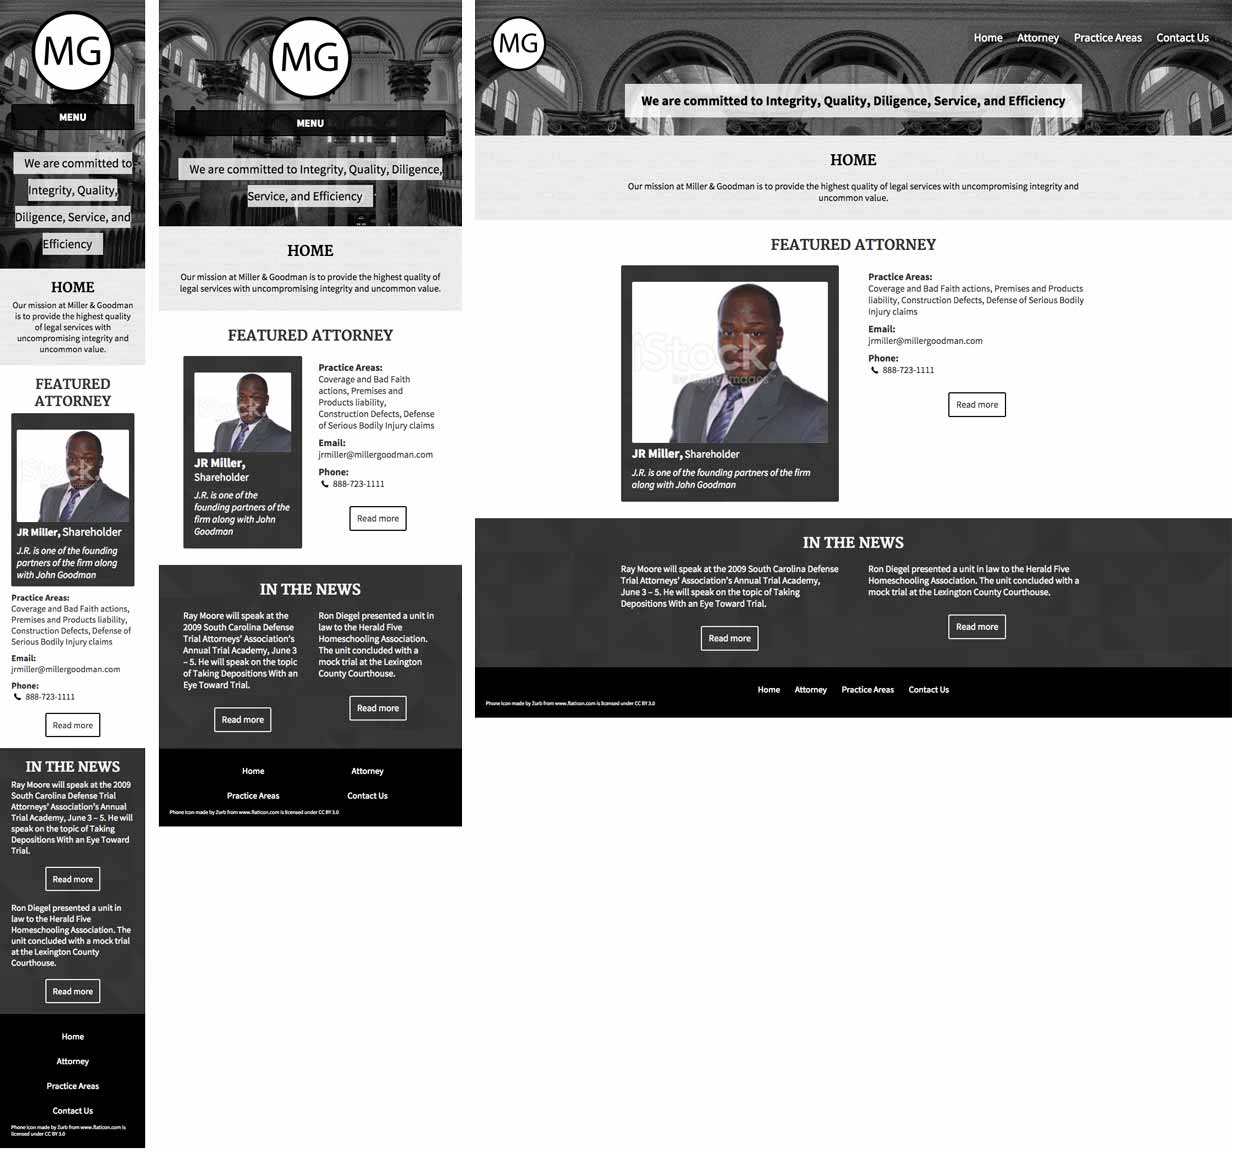 MG
MENU
We are committed to
Integrity, Quality,
Diligence, Service, and
Efficiency
HOME
Our mission at Miller & Goodman
is to provide the highest quality
of legal services with
uncompromising integrity and
uncommon value.
FEATURED
ATTORNEY
iStock.
JR Miller, Shareholder
J.R. is one of the founding
partners of the firm along
with John Goodman
Practice Areas:
Coverage and Bad Faith actions,
Premises and Products liability,
Construction Defects, Defense of
Serious Bodily Injury claims
Email:
jrmiller@millergoodman.com
Phone:
888-723-1111
Read more
IN THE NEWS
Ray Moore will speak at the 2009
South Carolina Defense Trial
Attorneys' Association's Annual
Trial Academy, June 3 – 5. He will
speak on the topic of Taking
Depositions With an Eye Toward
Trial.
Read more
Ron Diegel presented a unit in
law to the Herald Five
Homeschooling Association. The
unit concluded with a mock trial
at the Lexington County
Courthouse.
Read more
Home
Attorney
Practice Areas
Contact Us
Phone Icon made by Zurb from www.flaticon.com is
licensed under CC BY 3.0
MG
MENU
We are committed to Integrity, Quality, Diligence,
Service, and Efficiency
HOME
Our mission at Miller & Goodman is to provide the highest quality of
legal services with uncompromising integrity and uncommon value.
FEATURED ATTORNEY
iStock.
JR Miller,
Shareholder
J.R. is one of the
founding partners of the
firm along with John
Goodman
Practice Areas:
Coverage and Bad Faith
actions, Premises and
Products liability,
Construction Defects, Defense
of Serious Bodily Injury claims
Email:
jrmiller@millergoodman.com
Phone:
888-723-1111
Read more
IN THE NEWS
Ray Moore will speak at the
2009 South Carolina Defense
Trial Attorneys' Association's
Annual Trial Academy, June 3
– 5. He will speak on the topic
of Taking Depositions With an
Eye Toward Trial.
Read more
Ron Diegel presented a unit in
law to the Herald Five
Homeschooling Association.
The unit concluded with a
mock trial at the Lexington
County Courthouse.
Read more
Home
Attorney
Practice Areas
Contact Us
Phone Icon made by Zurb from www.flaticon.com is licensed under CC BY 3.0
MG
Home Attorney Practice Areas Contact Us
We are committed to Integrity, Quality, Diligence, Service, and Efficiency
HOME
Our mission at Miller & Goodman is to provide the highest quality of legal services with uncompromising integrity and
uncommon value.
FEATURED ATTORNEY
iStock.
by Getty Images™
JR Miller, Shareholder
J.R. is one of the founding partners of the firm
along with John Goodman
Practice Areas:
Coverage and Bad Faith actions, Premises and Products
liability, Construction Defects, Defense of Serious Bodily
Injury claims
Email:
jrmiller@millergoodman.com
Phone:
888-723-1111
Read more
IN THE NEWS
Ray Moore will speak at the 2009 South Carolina Defense
Trial Attorneys' Association's Annual Trial Academy,
June 3 – 5. He will speak on the topic of Taking
Depositions With an Eye Toward Trial.
Read more
Ron Diegel presented a unit in law to the Herald Five
Homeschooling Association. The unit concluded with a
mock trial at the Lexington County Courthouse.
Read more
Home Attorney Practice Areas Contact Us
Phone Icon made by Zurb from www.flaticon.com is licensed under CC BY 3.0